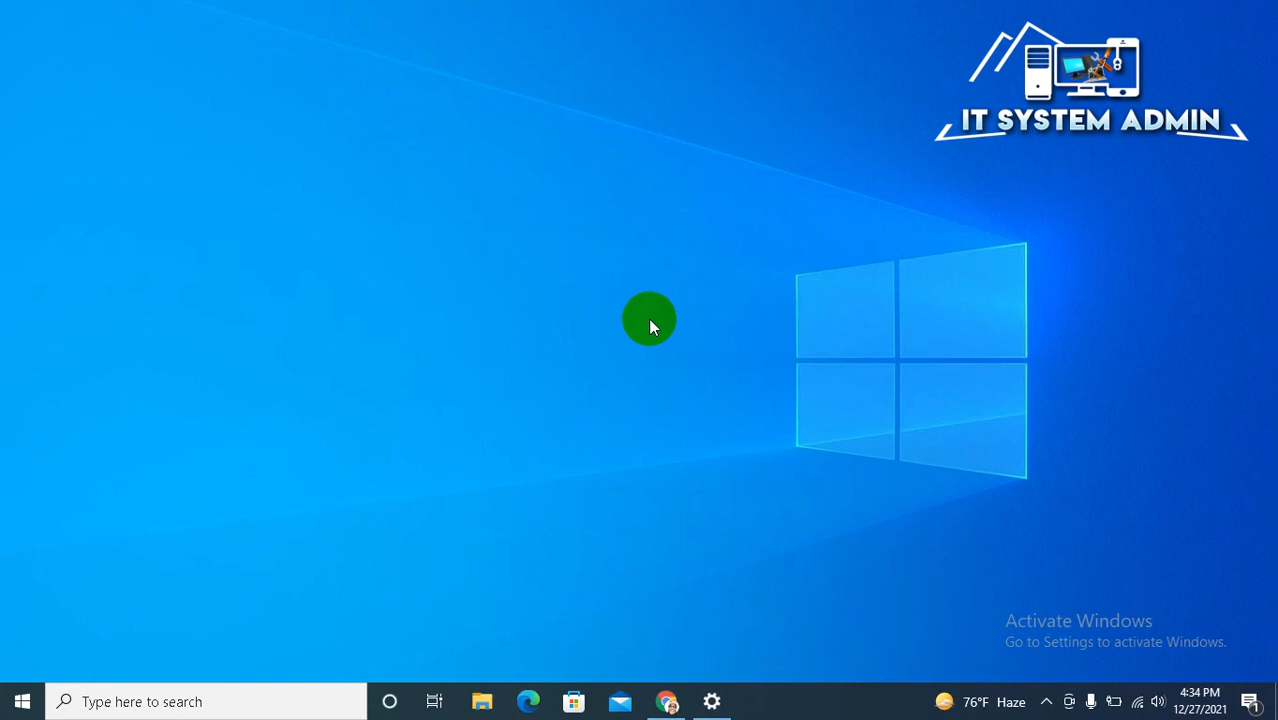 IT SYSTEM ADMIN
Activate Windows
Go to Settings to activate Windows.
Type here to search
76°F Haze
4:34 PM
12/27/2021
1